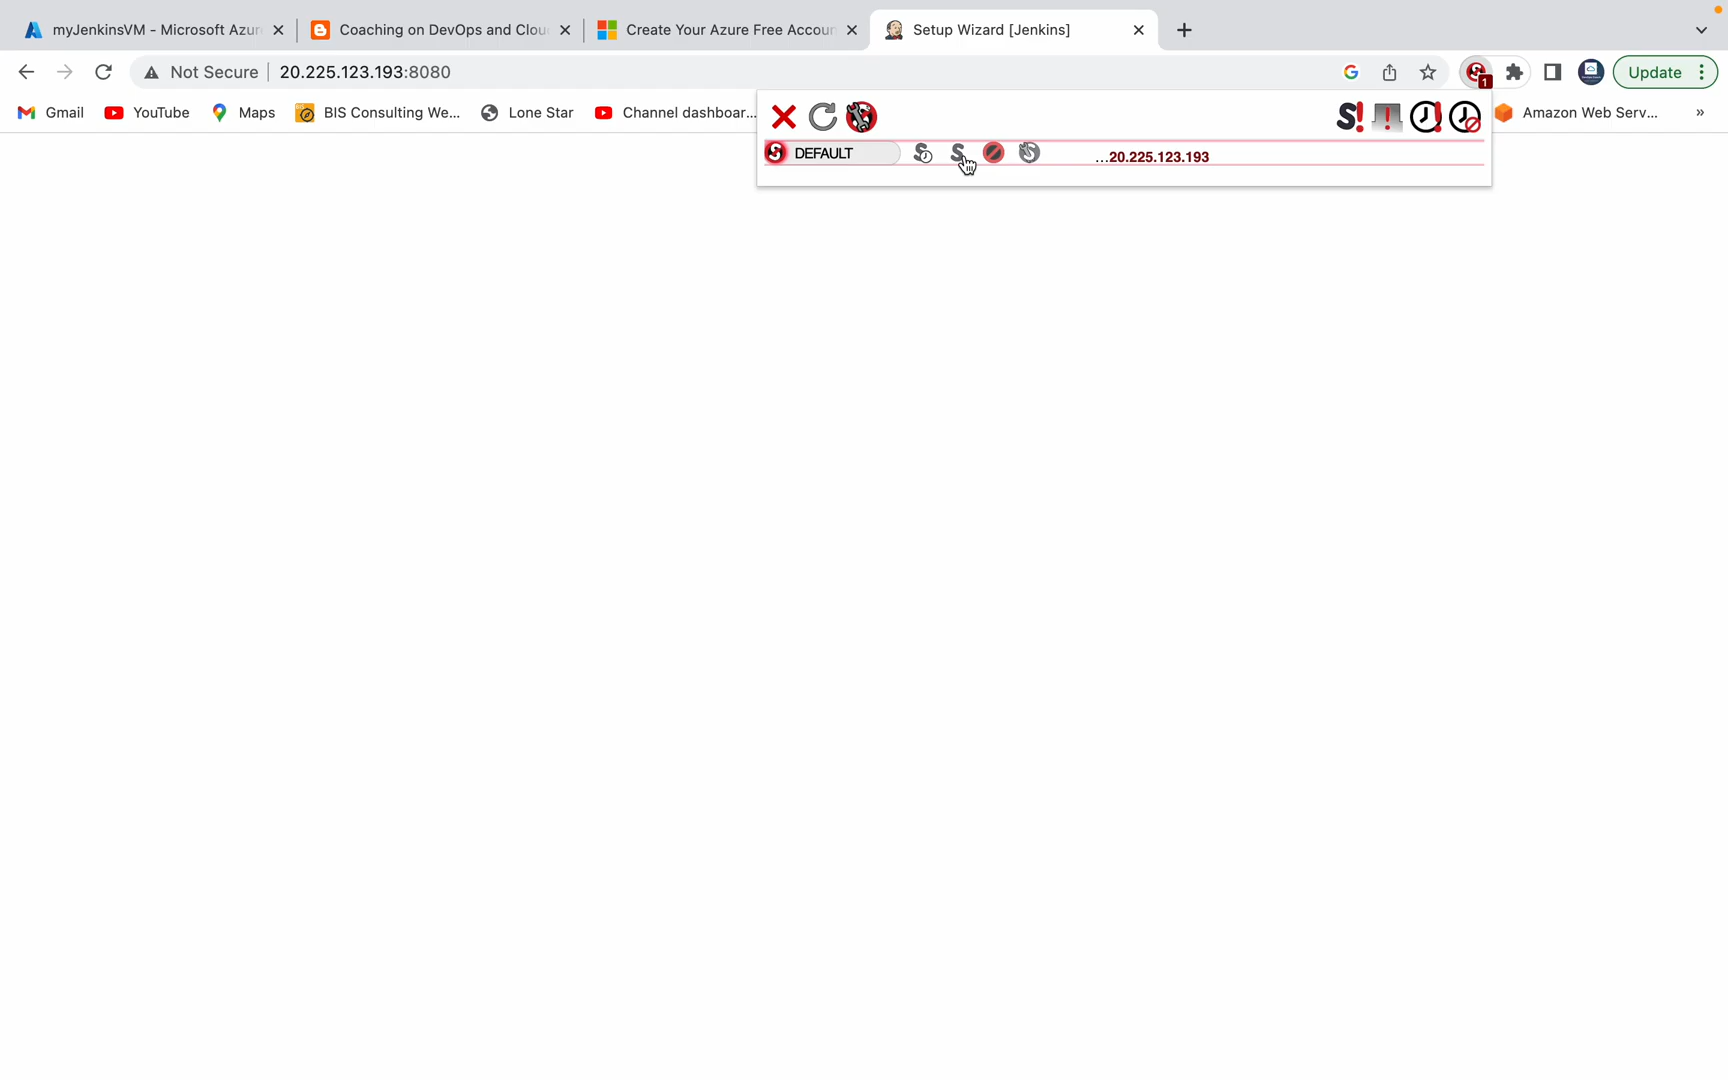 myJenkinsVM - Microsoft Azur
Coaching on DevOps and Clou
Create Your Azure Free Accoun
Setup Wizard [Jenkins]
Not Secure
20.225.123.193:8080
1
Update
Gmail
YouTube
Maps
BIS Consulting We...
Lone Star
Channel dashboar...
Amazon Web Serv...
»
DEFAULT
...20.225.123.193